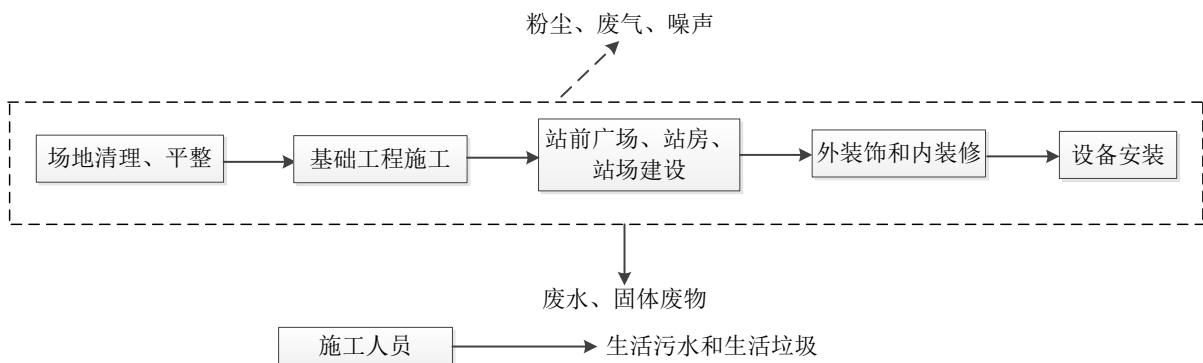 粉尘、废气、噪声
场地清理、平整
基础工程施工
站前广场、站房、
站场建设
外装饰和内装修
设备安装
废水、固体废物
施工人员
生活污水和生活垃圾